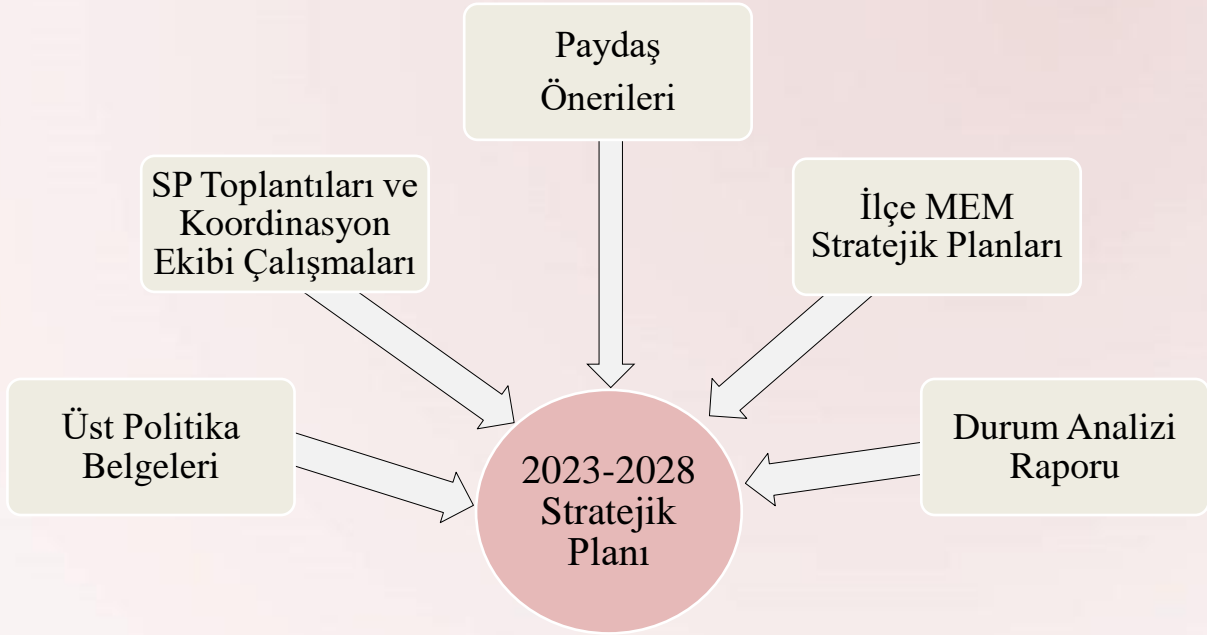 Paydaş
Önerileri
SP Toplantıları ve
Koordinasyon
Ekibi Çalışmaları
İlçe MEM
Stratejik Planları
Üst Politika
Belgeleri
Durum Analizi
Raporu
2023-2028
Stratejik
Planı